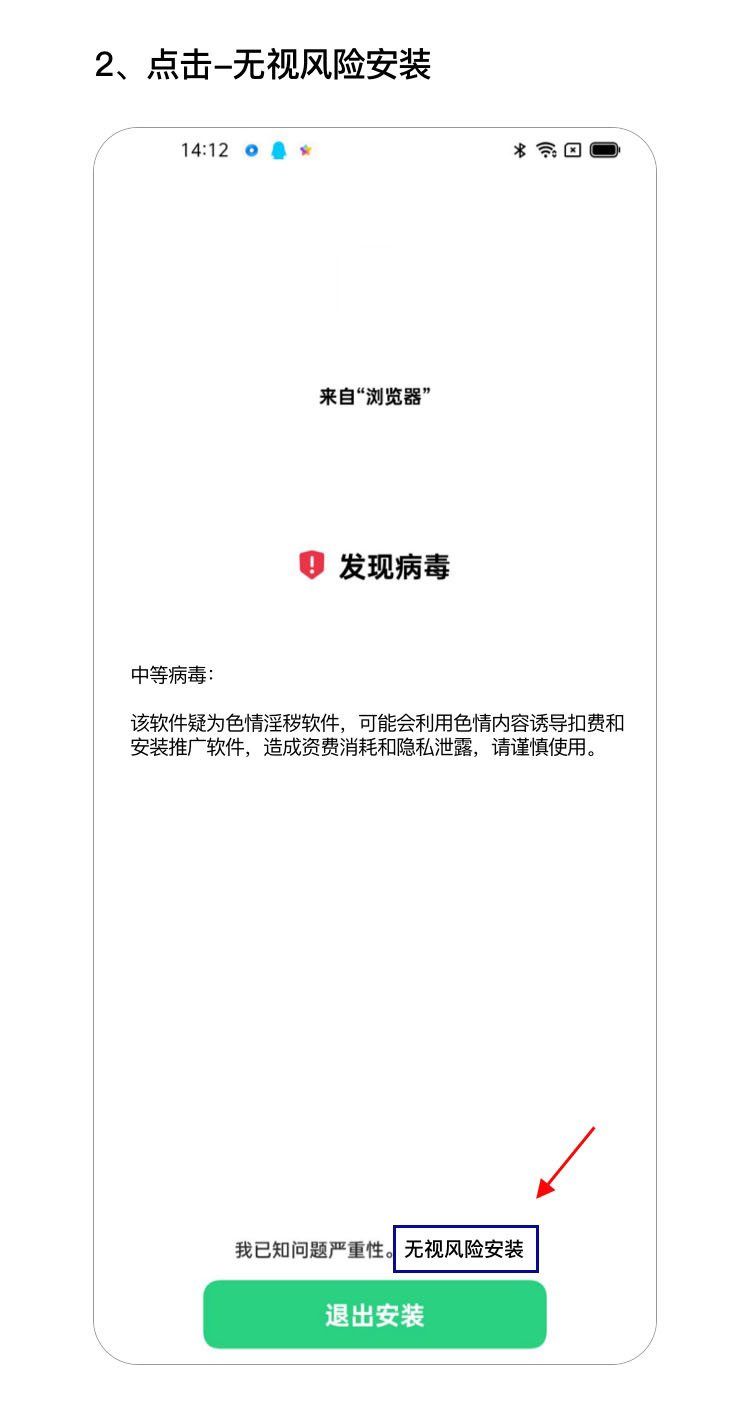 2、点击-无视风险安装
14:12
来自“浏览器”
发现病毒
中等病毒：
该软件疑为色情淫秽软件，可能会利用色情内容诱导扣费和
安装推广软件，造成资费消耗和隐私泄露，请谨慎使用。
我已知问题严重性。无视风险安装
退出安装